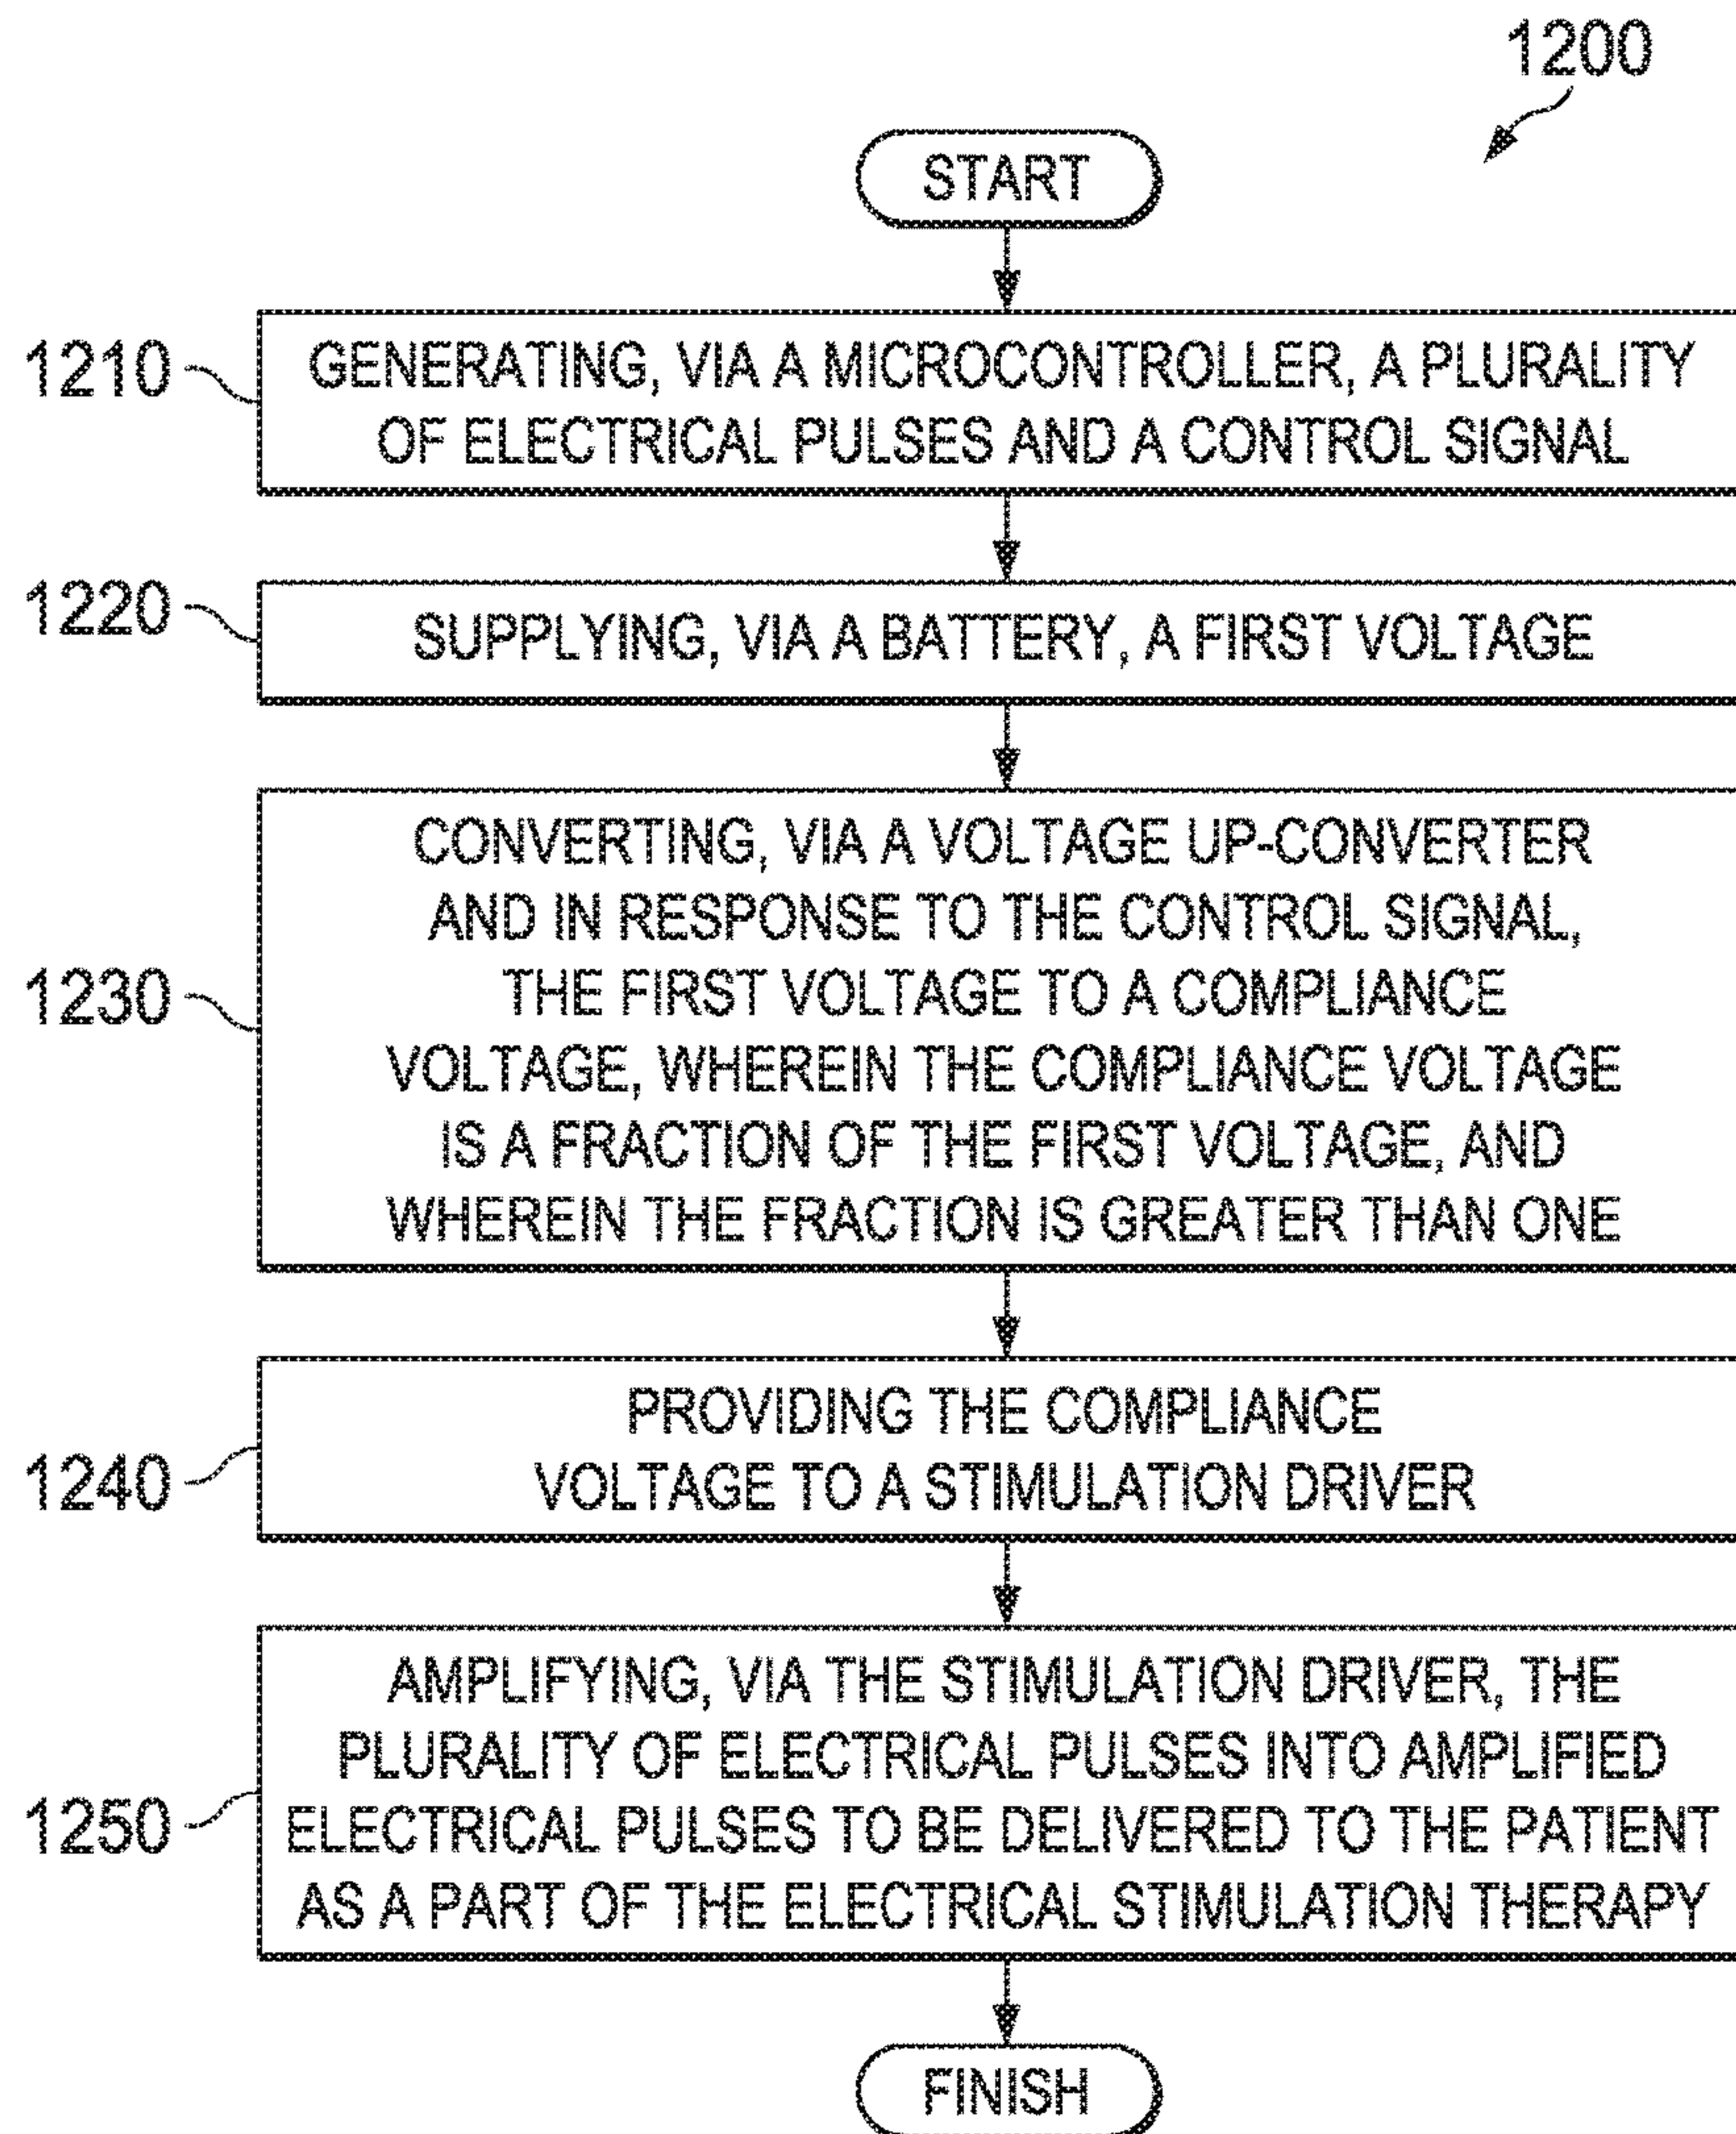 1200
START
1210
GENERATING, VIA A MICROCONTROLLER, A PLURALITY
OF ELECTRICAL PULSES AND A CONTROL SIGNAL
1220
SUPPLYING, VIA A BATTERY, A FIRST VOLTAGE
1230
CONVERTING, VIA A VOLTAGE UP-CONVERTER
AND IN RESPONSE TO THE CONTROL SIGNAL,
THE FIRST VOLTAGE TO A COMPLIANCE
VOLTAGE, WHEREIN THE COMPLIANCE VOLTAGE
IS A FRACTION OF THE FIRST VOLTAGE, AND
WHEREIN THE FRACTION IS GREATER THAN ONE
1240
PROVIDING THE COMPLIANCE
VOLTAGE TO A STIMULATION DRIVER
1250
AMPLIFYING, VIA THE STIMULATION DRIVER, THE
PLURALITY OF ELECTRICAL PULSES INTO AMPLIFIED
ELECTRICAL PULSES TO BE DELIVERED TO THE PATIENT
AS A PART OF THE ELECTRICAL STIMULATION THERAPY
FINISH